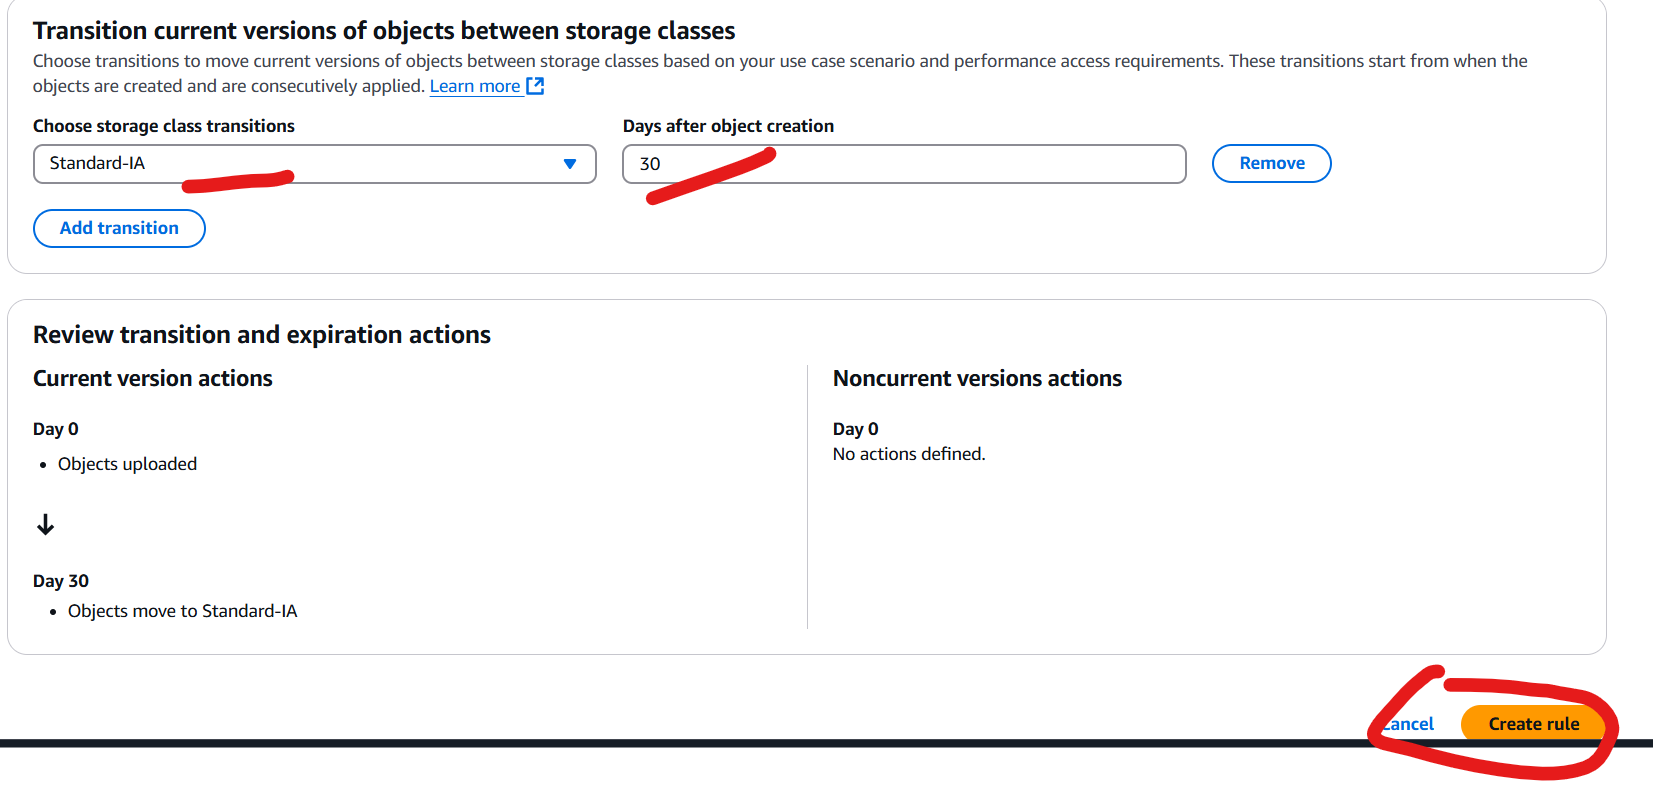 Transition current versions of objects between storage classes
Choose transitions to move current versions of objects between storage classes based on your use case scenario and performance access requirements. These transitions start from when the
objects are created and are consecutively applied. Learn more
Choose storage class transitions
Days after object creation
Standard-IA
30
Remove
Add transition
Review transition and expiration actions
Current version actions
Day 0
• Objects uploaded
Day 30
• Objects move to Standard-IA
Noncurrent versions actions
Day 0
No actions defined.
Cancel
Create rule